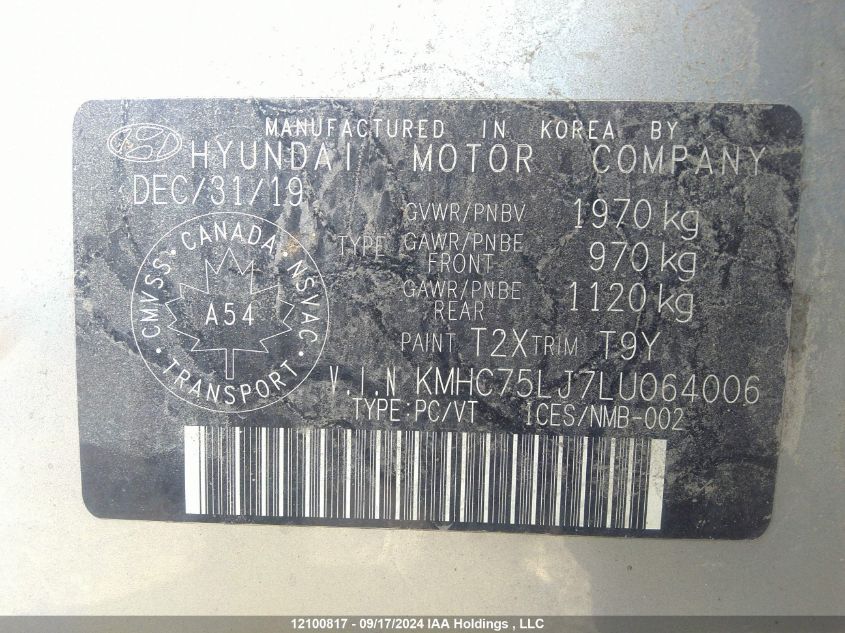 MANUFACTURED IN KOREA BY
HYUNDAI MOTOR COMPANY
DEC/31/19
GVWR/PNBV 1970 kg
TYPE GAWR/PNBE FRONT 970 kg
GAWR/PNBE REAR 1120 kg
PAINT T2X TRIM T9Y
CMVSS · CANADA · NSVAC
A54
· TRANSPORT ·
V.I.N KMHC75LJ7LU064006
TYPE:PC/VT ICES/NMB-002
12100817 - 09/17/2024 IAA Holdings , LLC